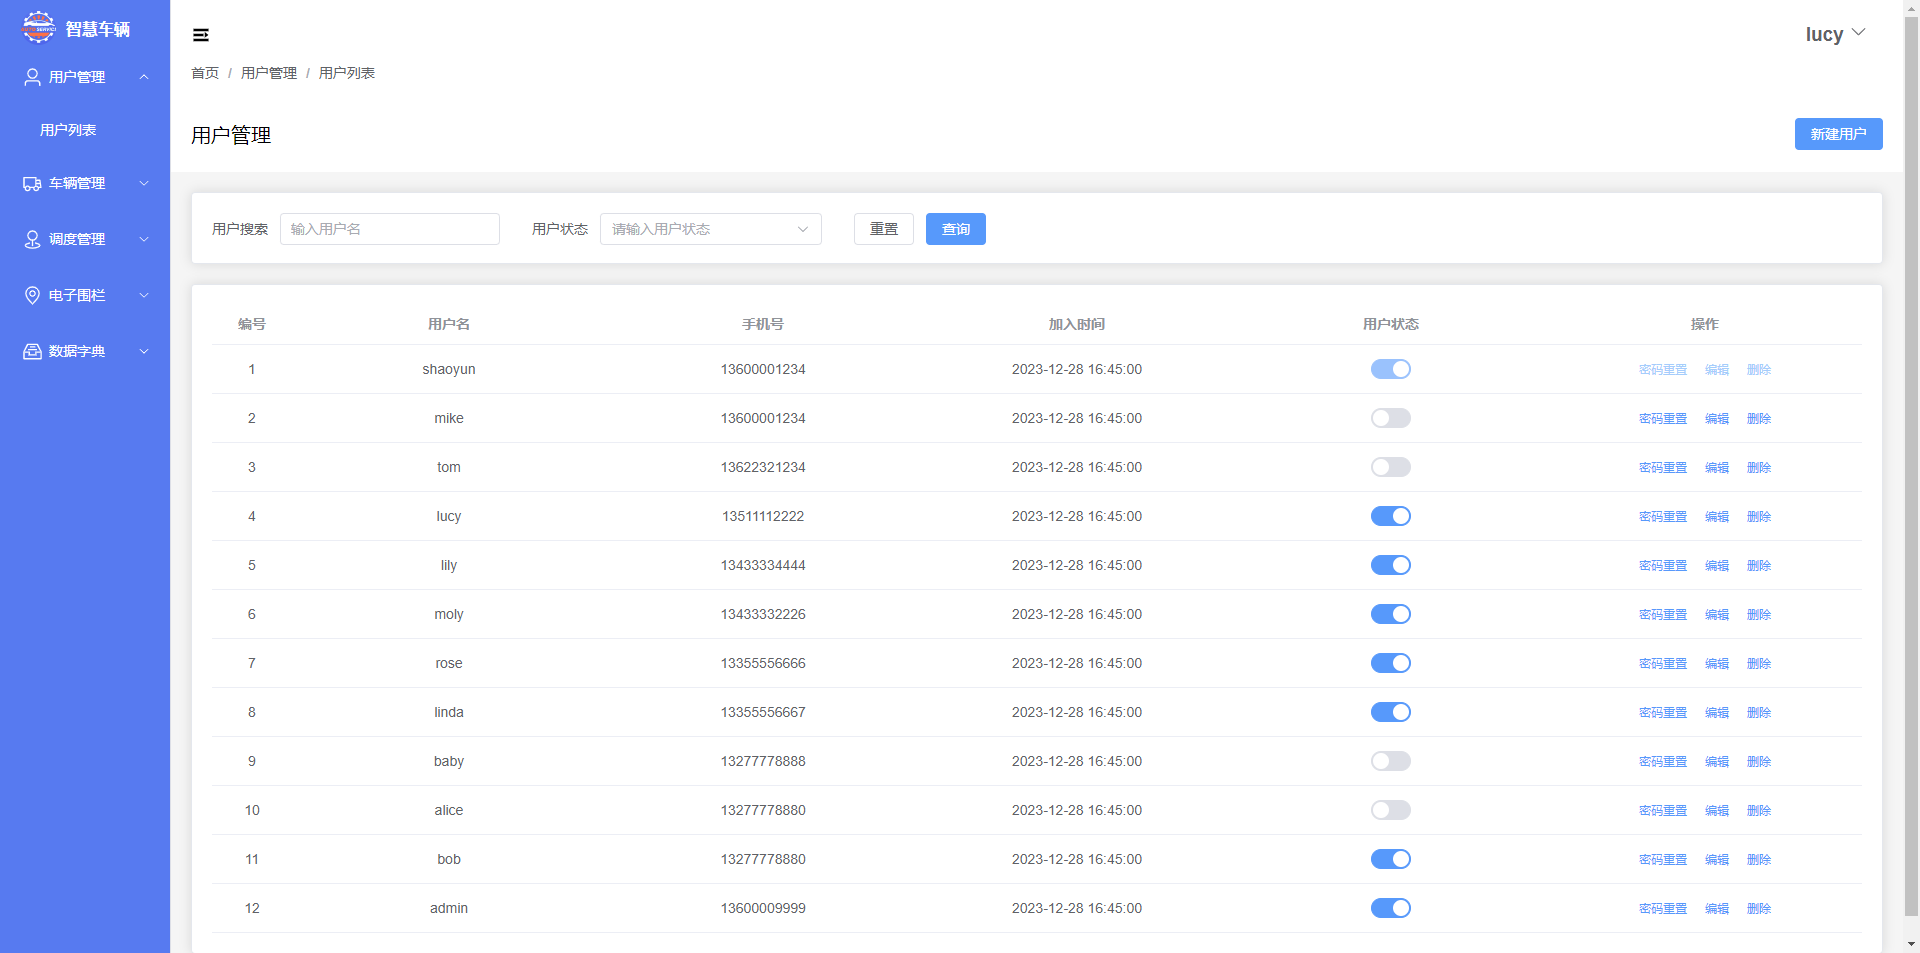 智慧车辆
用户管理
用户列表
车辆管理
调度管理
电子围栏
数据字典
lucy
首页 / 用户管理 / 用户列表
用户管理
新建用户
用户搜索 输入用户名 用户状态 请输入用户状态 重置 查询
编号 用户名 手机号 加入时间 用户状态 操作
1 shaoyun 13600001234 2023-12-28 16:45:00 密码重置 编辑 删除
2 mike 13600001234 2023-12-28 16:45:00 密码重置 编辑 删除
3 tom 13622321234 2023-12-28 16:45:00 密码重置 编辑 删除
4 lucy 13511112222 2023-12-28 16:45:00 密码重置 编辑 删除
5 lily 13433334444 2023-12-28 16:45:00 密码重置 编辑 删除
6 moly 13433332226 2023-12-28 16:45:00 密码重置 编辑 删除
7 rose 13355556666 2023-12-28 16:45:00 密码重置 编辑 删除
8 linda 13355556667 2023-12-28 16:45:00 密码重置 编辑 删除
9 baby 13277778888 2023-12-28 16:45:00 密码重置 编辑 删除
10 alice 13277778880 2023-12-28 16:45:00 密码重置 编辑 删除
11 bob 13277778880 2023-12-28 16:45:00 密码重置 编辑 删除
12 admin 13600009999 2023-12-28 16:45:00 密码重置 编辑 删除